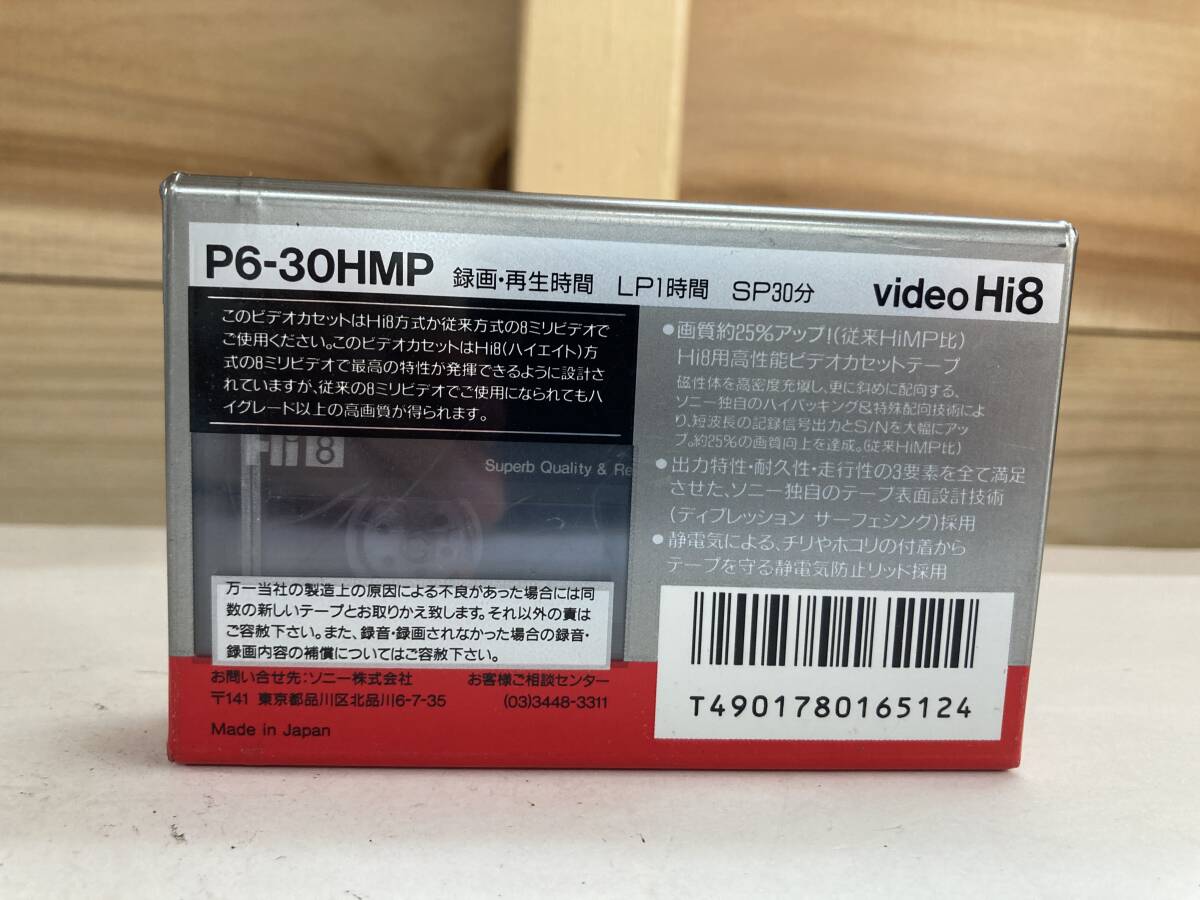 P6-30HMP 録画・再生時間 LP1時間 SP30分 video Hi8
このビデオカセットはHi8方式か従来方式の8ミリビデオで
ご使用ください。このビデオカセットはHi8(ハイエイト)方
式の8ミリビデオで最高の特性が発揮できるように設計さ
れていますが、従来の8ミリビデオでご使用になられてもハ
イグレード以上の高画質が得られます。
Hi8
Superb Quality & Re
万一当社の製造上の原因による不良があった場合には同
数の新しいテープとお取りかえ致します。それ以外の責は
ご容赦下さい。また、録音・録画されなかった場合の録音・
録画内容の補償についてはご容赦下さい。
お問い合せ先：ソニー株式会社 お客様ご相談センター
〒141 東京都品川区北品川6-7-35 (03)3448-3311
Made in Japan
●画質約25%アップ!(従来HiMP比)
Hi8用高性能ビデオカセットテープ
磁性体を高密度充塡し、更に斜めに配向する、
ソニー独自のハイパッキング&特殊配向技術によ
り、短波長の記録信号出力とS/Nを大幅にアッ
プ。約25%の画質向上を達成。(従来HiMP比)
●出力特性・耐久性・走行性の3要素を全て満足
させた、ソニー独自のテープ表面設計技術
(ディプレッション サーフェシング)採用
●静電気による、チリやホコリの付着から
テープを守る静電気防止リッド採用
T4901780165124